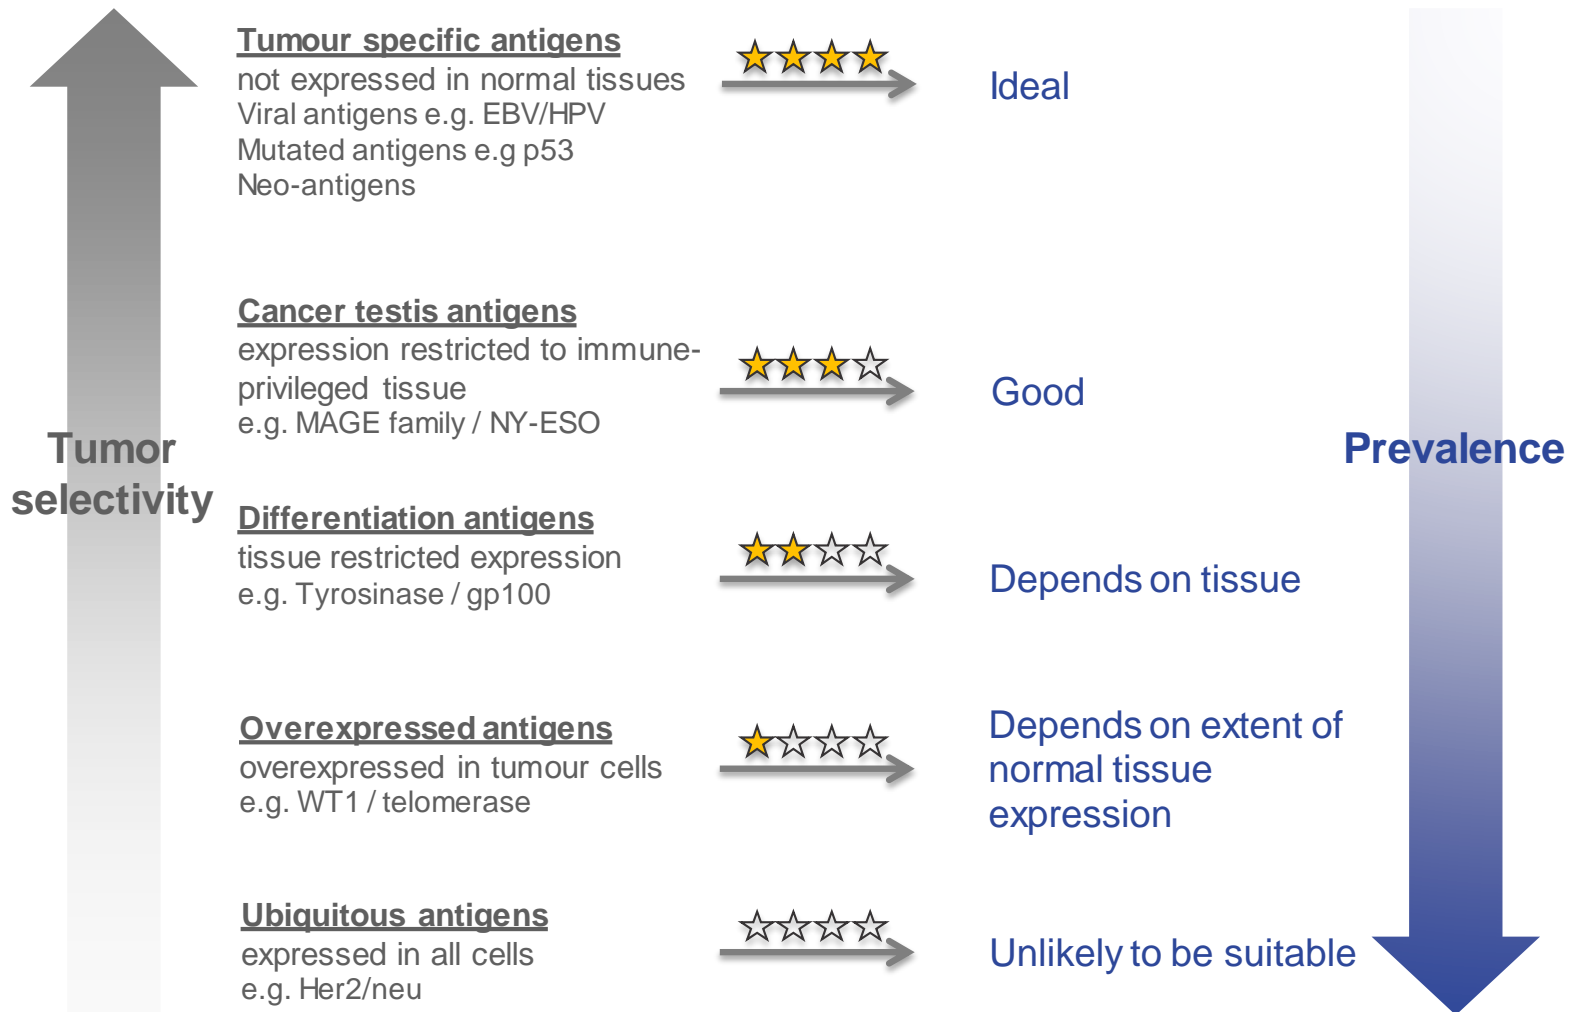 Tumour specific antigens
not expressed in normal tissues
Viral antigens e.g. EBV/HPV
Mutated antigens e.g p53
Neo-antigens
Ideal
Cancer testis antigens
expression restricted to immune-
privileged tissue
e.g. MAGE family / NY-ESO
Good
Tumor
selectivity
Prevalence
Differentiation antigens
tissue restricted expression
e.g. Tyrosinase / gp100
Depends on tissue
Overexpressed antigens
overexpressed in tumour cells
e.g. WT1 / telomerase
Depends on extent of
normal tissue
expression
Ubiquitous antigens
expressed in all cells
e.g. Her2/neu
Unlikely to be suitable